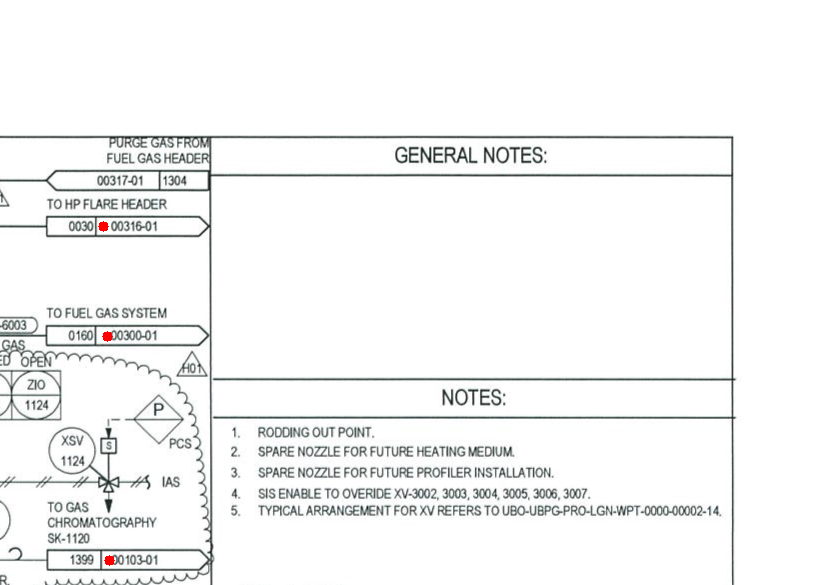 PURGE GAS FROM
FUEL GAS HEADER
00317-01 1304
TO HP FLARE HEADER
0030 00316-01
TO FUEL GAS SYSTEM
0160 00300-01
-6003
GAS
ED OPEN
H01
ZIO
1124
P
PCS
XSV
1124
S
IAS
TO GAS
CHROMATOGRAPHY
SK-1120
1399 00103-01
R.
GENERAL NOTES:
NOTES:
1. RODDING OUT POINT.
2. SPARE NOZZLE FOR FUTURE HEATING MEDIUM.
3. SPARE NOZZLE FOR FUTURE PROFILER INSTALLATION.
4. SIS ENABLE TO OVERIDE XV-3002, 3003, 3004, 3005, 3006, 3007.
5. TYPICAL ARRANGEMENT FOR XV REFERS TO UBO-UBPG-PRO-LGN-WPT-0000-00002-14.